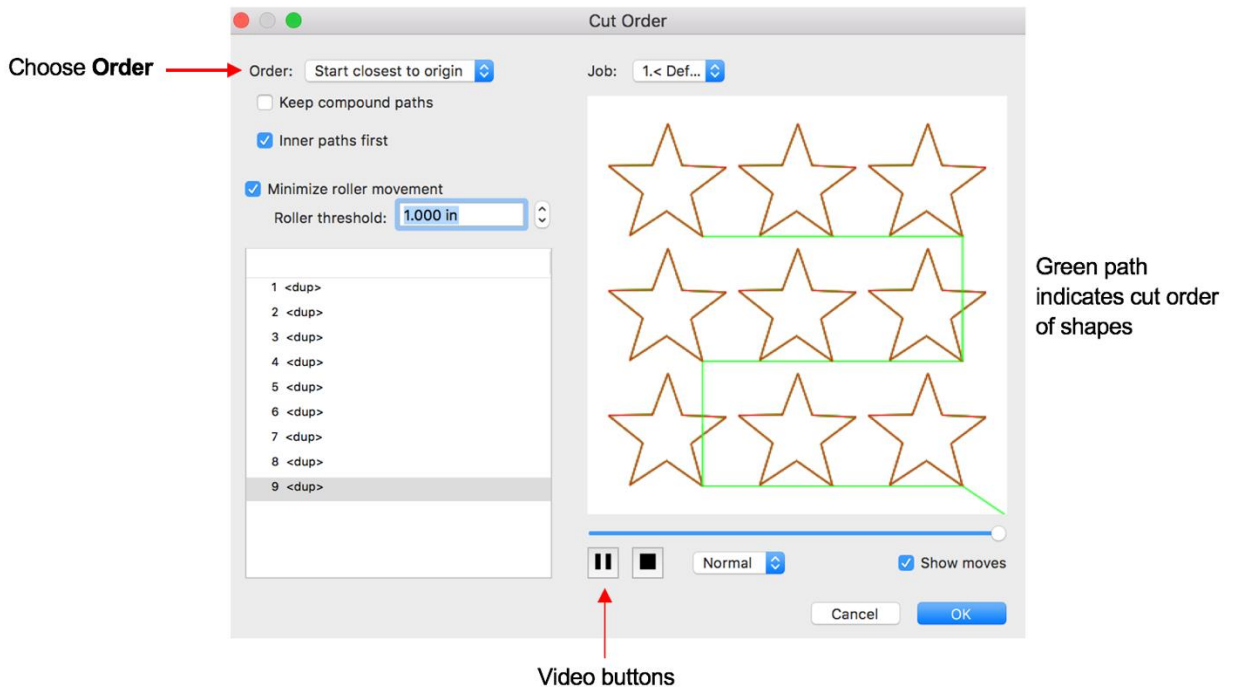 Cut Order
Choose Order
Order: Start closest to origin
Job: 1.< Def...
Keep compound paths
Inner paths first
Minimize roller movement
Roller threshold: 1.000 in
1 <dup>
2 <dup>
3 <dup>
4 <dup>
5 <dup>
6 <dup>
7 <dup>
8 <dup>
9 <dup>
Green path
indicates cut order
of shapes
Normal
Show moves
Cancel
OK
Video buttons